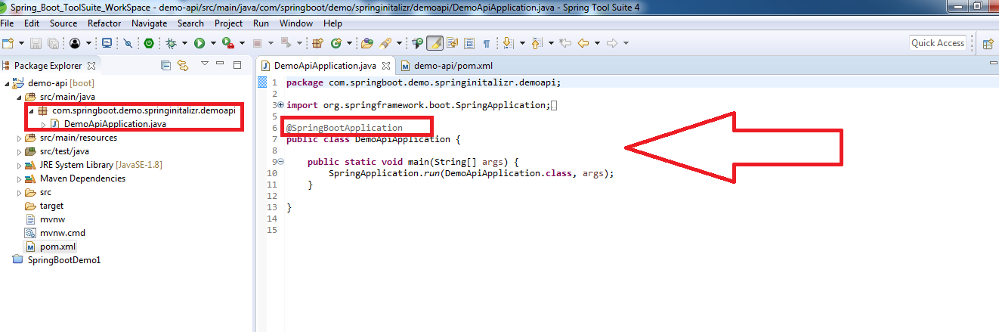 Spring_Boot_ToolSuite_WorkSpace - demo-api/src/main/java/com/springboot/demo/springinitalizr/demoapi/DemoApiApplication.java - Spring Tool Suite 4
File Edit Source Refactor Navigate Search Project Run Window Help
Quick Access
Package Explorer
demo-api [boot]
src/main/java
com.springboot.demo.springinitalizr.demoapi
DemoApiApplication.java
src/main/resources
src/test/java
JRE System Library [JavaSE-1.8]
Maven Dependencies
src
target
mvnw
mvnw.cmd
pom.xml
SpringBootDemo1
DemoApiApplication.java demo-api/pom.xml
1 package com.springboot.demo.springinitalizr.demoapi;
2
3 import org.springframework.boot.SpringApplication;
5
6 @SpringBootApplication
7 public class DemoApiApplication {
8
9 public static void main(String[] args) {
10 SpringApplication.run(DemoApiApplication.class, args);
11 }
12
13 }
14
15